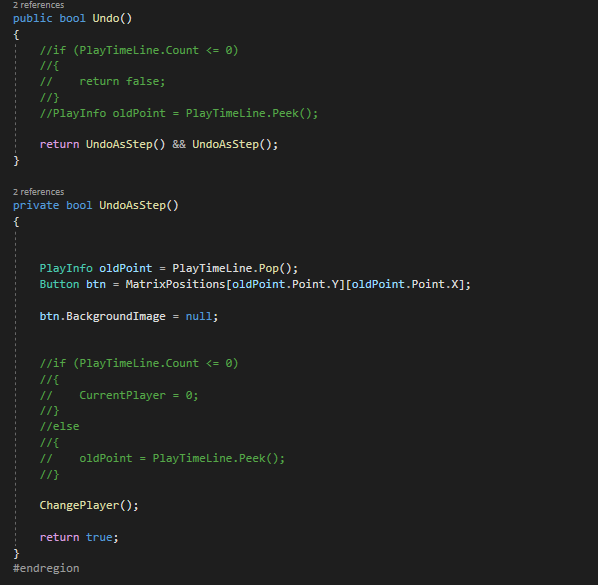 2 references
public bool Undo()
{
//if (PlayTimeLine.Count <= 0)
//{
//    return false;
//}
//PlayInfo oldPoint = PlayTimeLine.Peek();
return UndoAsStep() && UndoAsStep();
}
2 references
private bool UndoAsStep()
{
PlayInfo oldPoint = PlayTimeLine.Pop();
Button btn = MatrixPositions[oldPoint.Point.Y][oldPoint.Point.X];
btn.BackgroundImage = null;
//if (PlayTimeLine.Count <= 0)
//{
//    CurrentPlayer = 0;
//}
//else
//{
//    oldPoint = PlayTimeLine.Peek();
//}
ChangePlayer();
return true;
}
#endregion